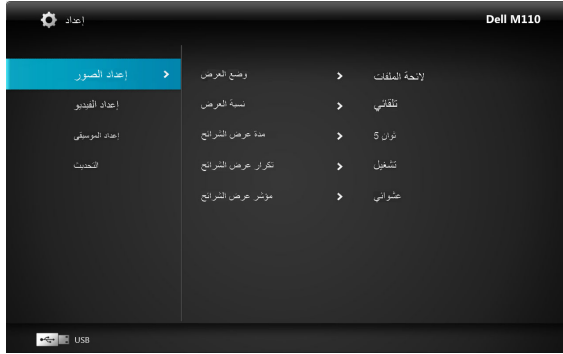 إعداد
Dell M110
إعداد الصور
إعداد الفيديو
إعداد الموسيقى
التحديث
وضع العرض
لائحة الملفات
نسبة العرض
تلقائي
مدة عرض الشرائح
5 ثوان
تكرار عرض الشرائح
تشغيل
مؤشر عرض الشرائح
عشوائي
USB